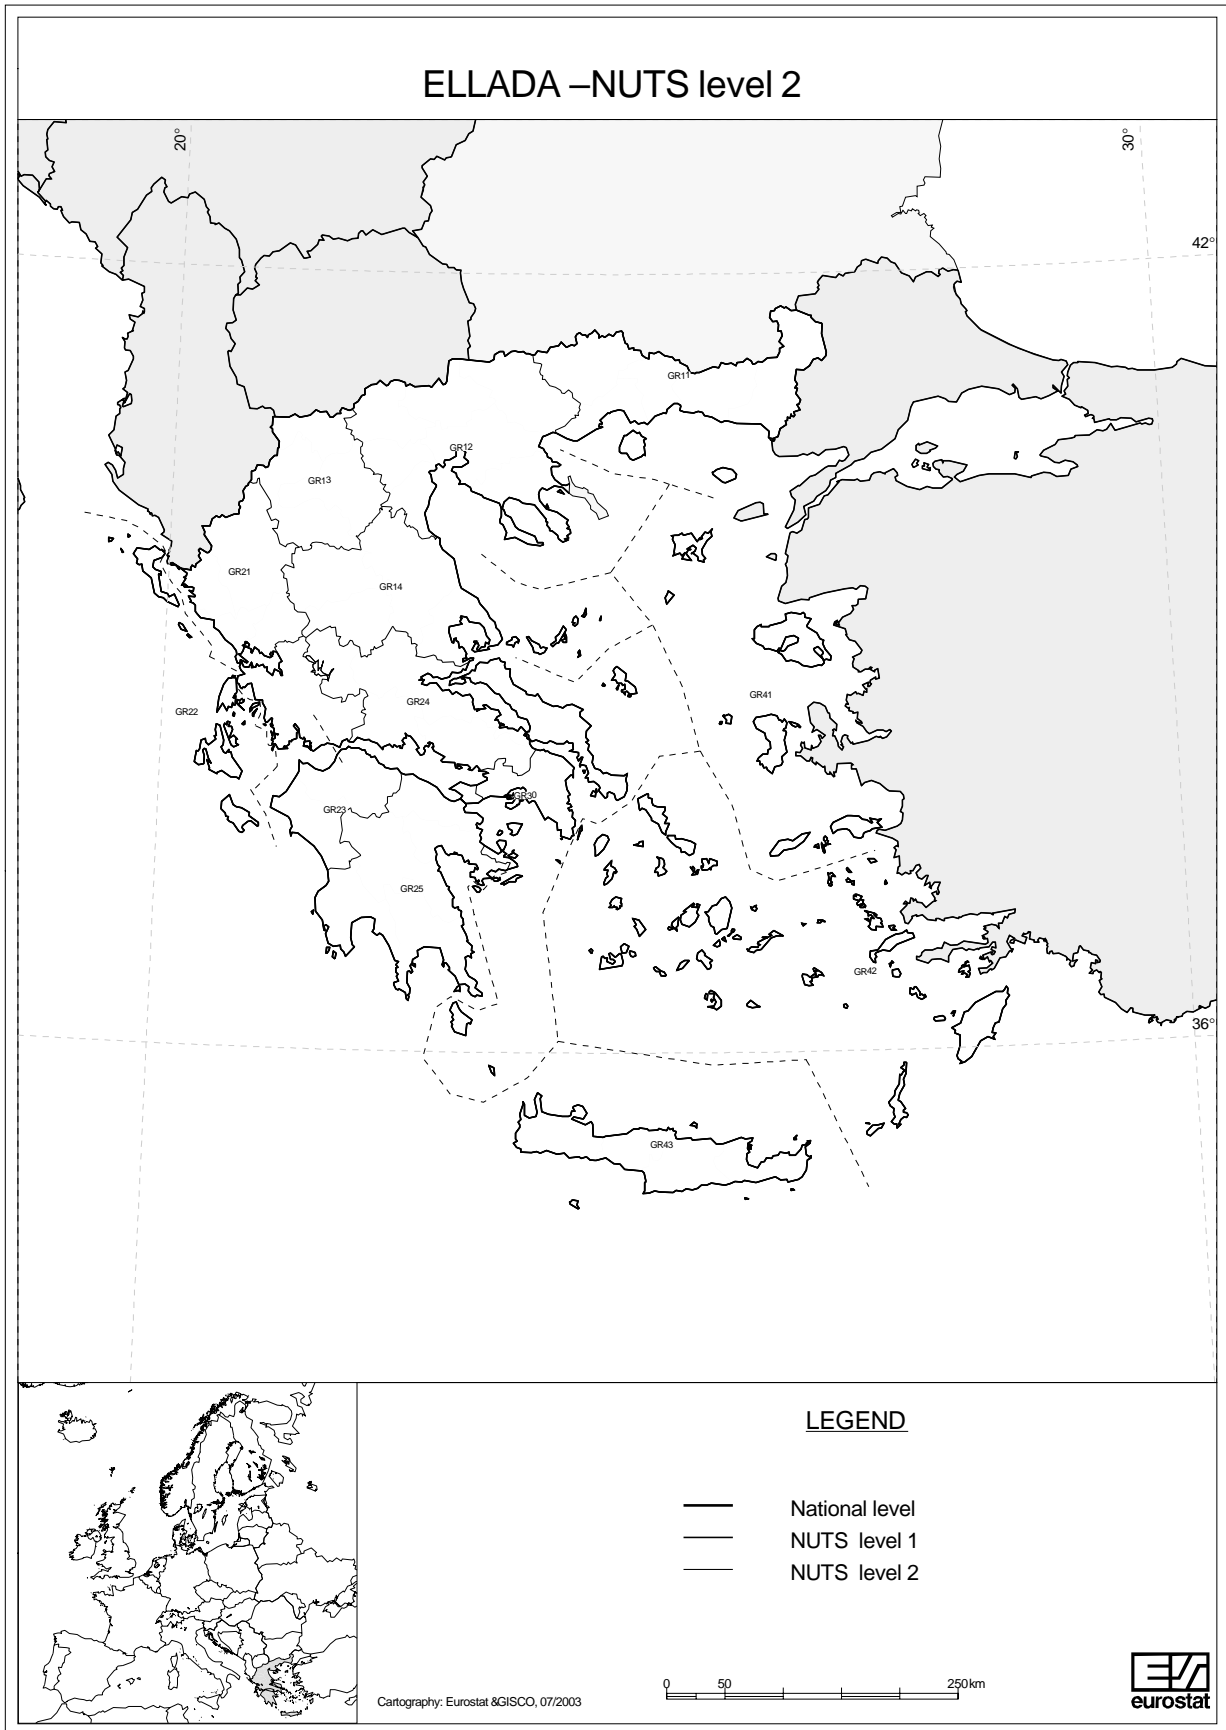 ELLADA –NUTS level 2
20°
30°
42°
GR11
GR12
GR13
GR21
GR14
GR41
GR22
GR24
GR30
GR23
GR25
GR42
36°
GR43
LEGEND
National level
NUTS level 1
NUTS level 2
0 50 250km
Cartography: Eurostat &GISCO, 07/2003
eurostat